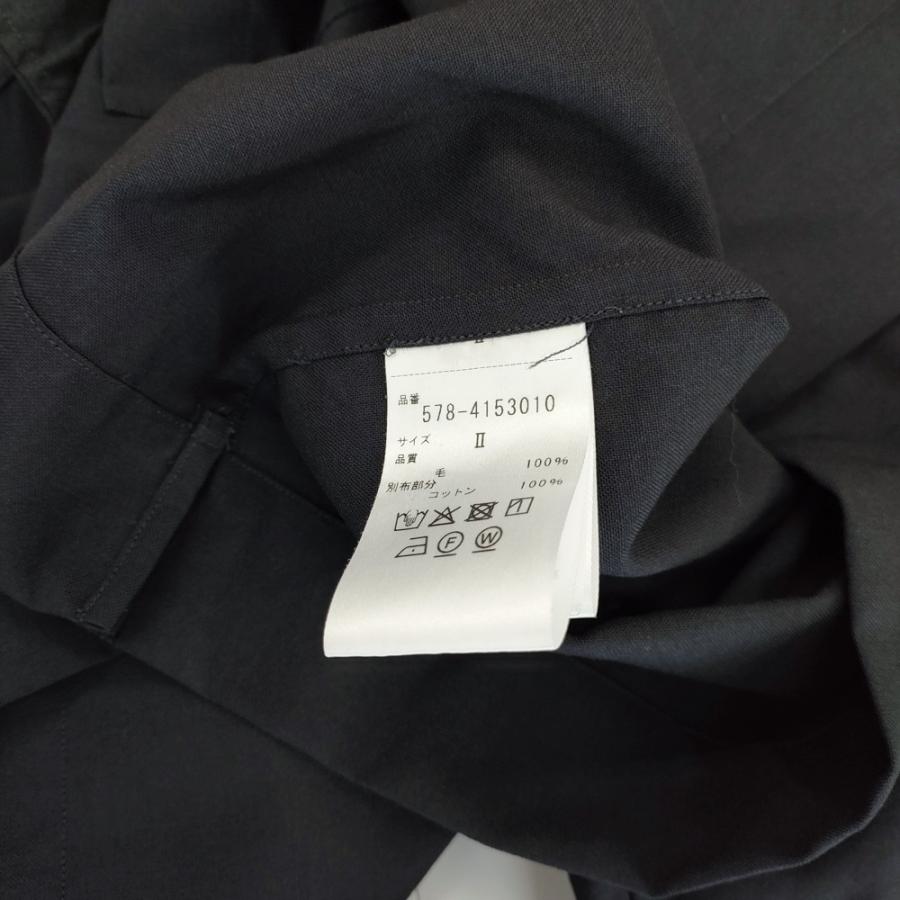 II
品番 578-4153010
サイズ II
品質
毛 100%
別布部分
コットン 100%
F W